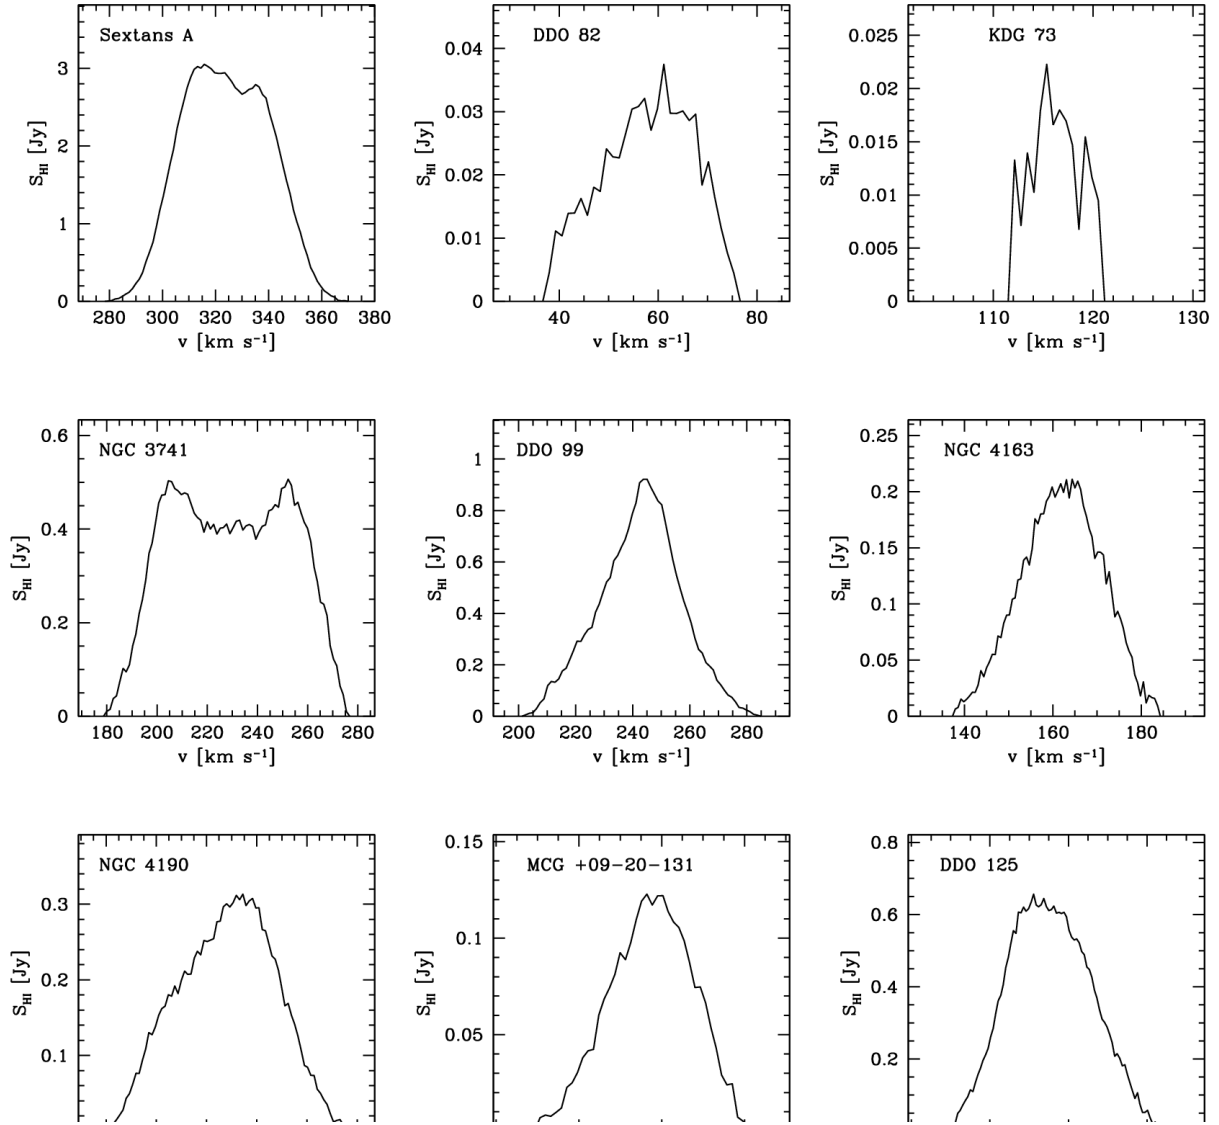 Sextans A
3
2
1
0
S_HI [Jy]
280 300 320 340 360 380
v [km s⁻¹]
DDO 82
0.04
0.03
0.02
0.01
0
S_HI [Jy]
40 60 80
v [km s⁻¹]
KDG 73
0.025
0.02
0.015
0.01
0.005
0
S_HI [Jy]
110 120 130
v [km s⁻¹]
NGC 3741
0.6
0.4
0.2
0
S_HI [Jy]
180 200 220 240 260 280
v [km s⁻¹]
DDO 99
1
0.8
0.6
0.4
0.2
0
S_HI [Jy]
200 220 240 260 280
v [km s⁻¹]
NGC 4163
0.25
0.2
0.15
0.1
0.05
0
S_HI [Jy]
140 160 180
v [km s⁻¹]
NGC 4190
0.3
0.2
0.1
S_HI [Jy]
MCG +09-20-131
0.15
0.1
0.05
S_HI [Jy]
DDO 125
0.8
0.6
0.4
0.2
S_HI [Jy]